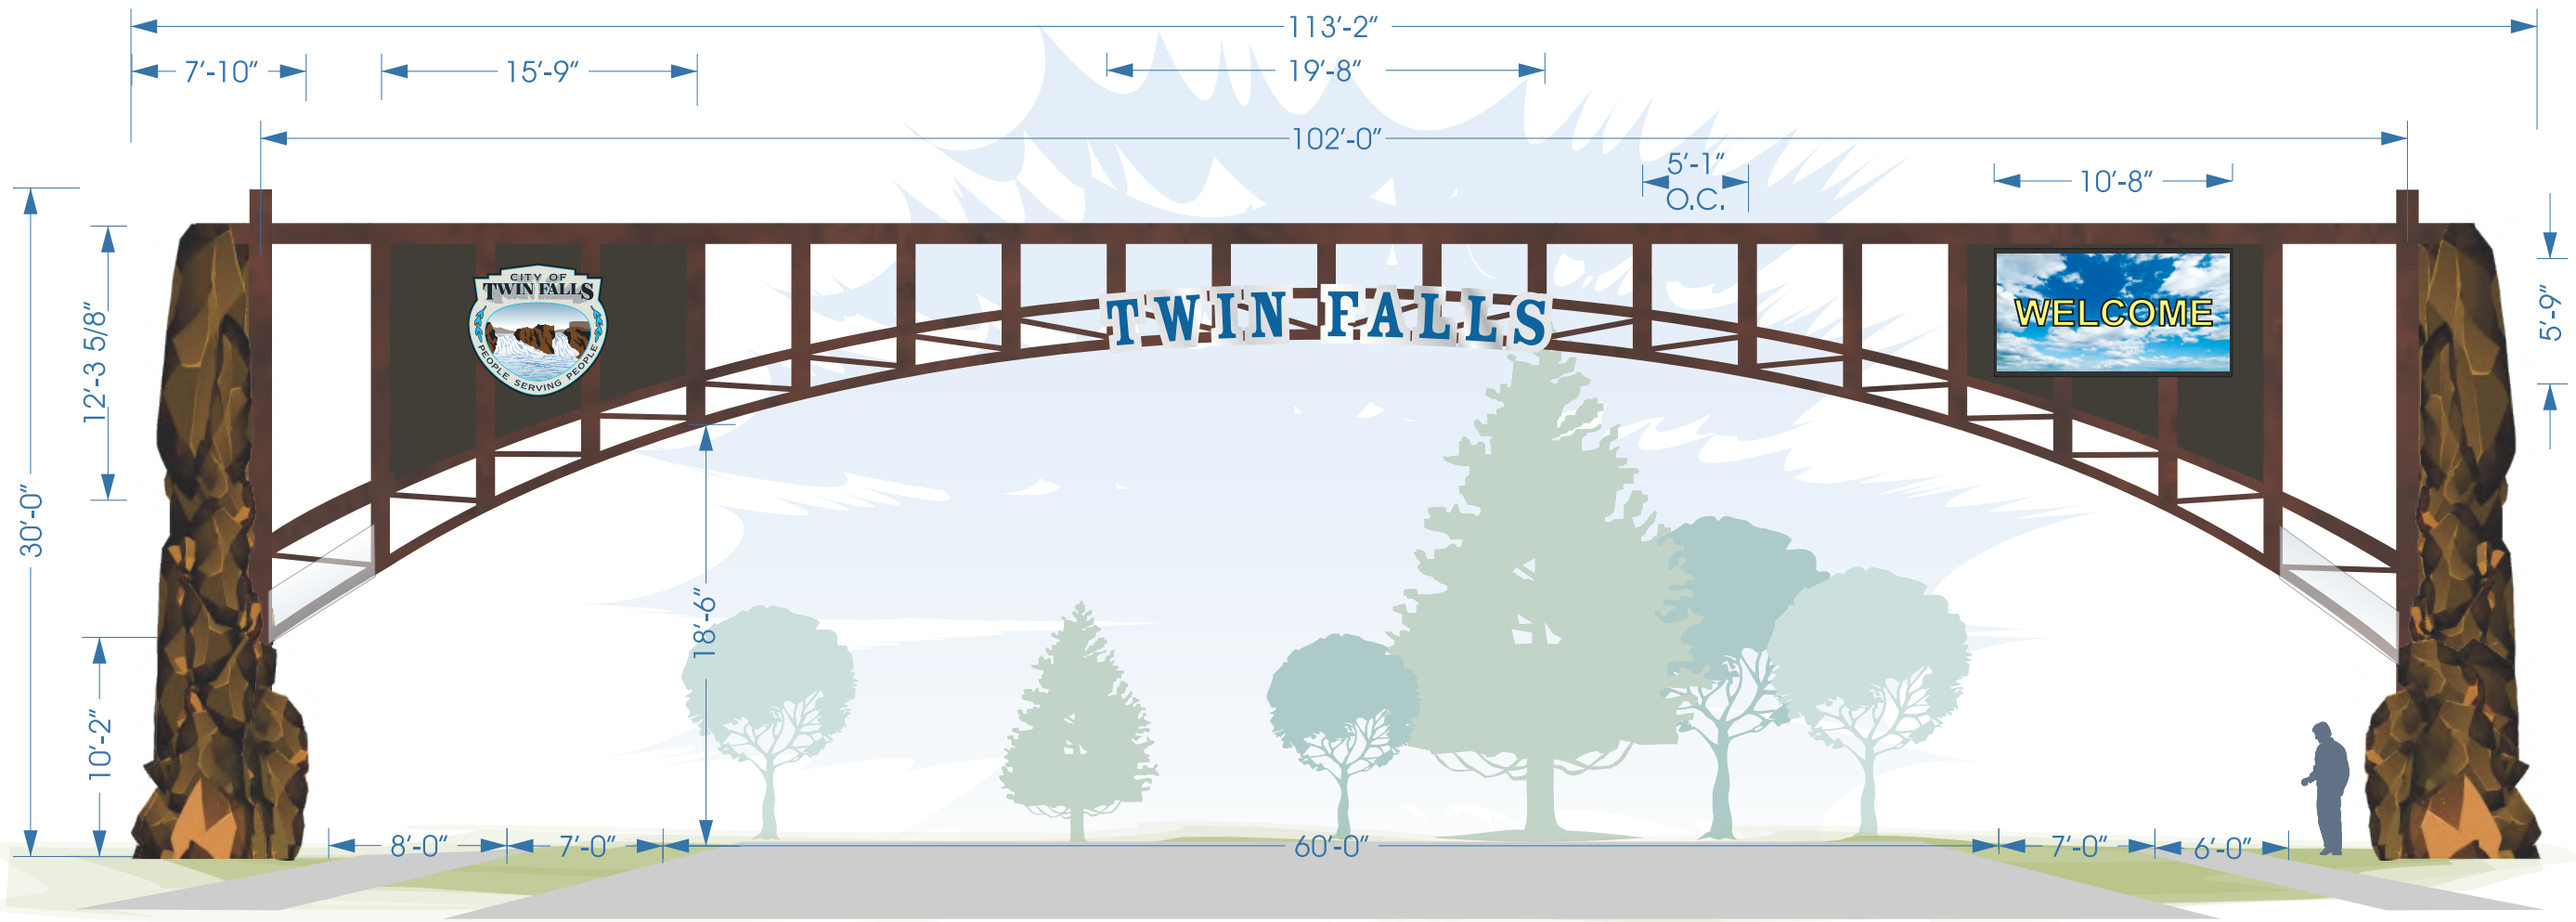 113'-2"
7'-10"
15'-9"
19'-8"
102'-0"
5'-1"
O.C.
10'-8"
30'-0"
12'-3 5/8"
10'-2"
18'-6"
5'-9"
CITY OF
TWIN FALLS
PEOPLE SERVING PEOPLE
TWIN FALLS
WELCOME
8'-0"
7'-0"
60'-0"
7'-0"
6'-0"